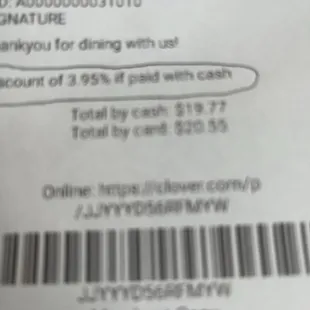 D: A0000000031010
GNATURE
ankyou for dining with us!
scount of 3.95% if paid with cash
Total by cash: $19.77
Total by card: $20.55
Online: https://clover.com/p